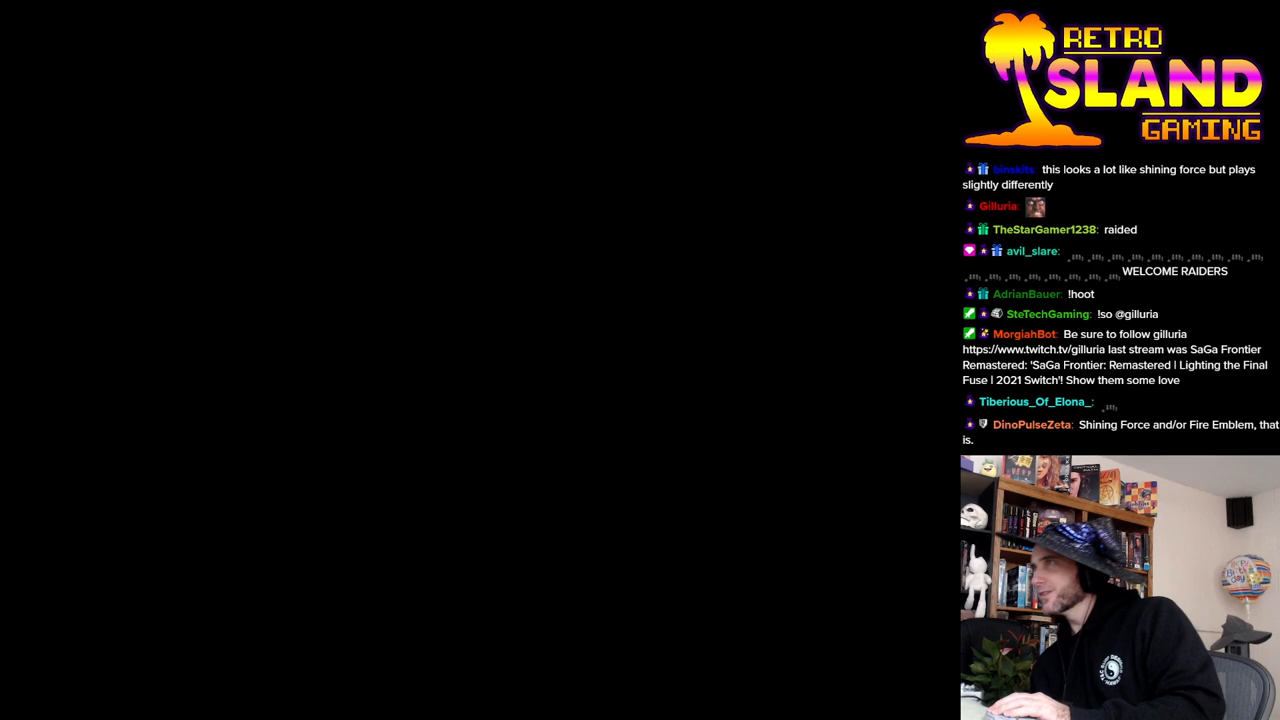 RETRO
ISLAND
GAMING
binskits this looks a lot like shining force but plays
slightly differently
Gilluria:
TheStarGamer1238: raided
avil_slare:
WELCOME RAIDERS
AdrianBauer: !hoot
SteTechGaming: !so @gilluria
MorgiahBot: Be sure to follow gilluria
https://www.twitch.tv/gilluria last stream was SaGa Frontier
Remastered: 'SaGa Frontier: Remastered | Lighting the Final
Fuse | 2021 Switch'! Show them some love
Tiberious_Of_Elona_:
DinoPulseZeta: Shining Force and/or Fire Emblem, that
is.